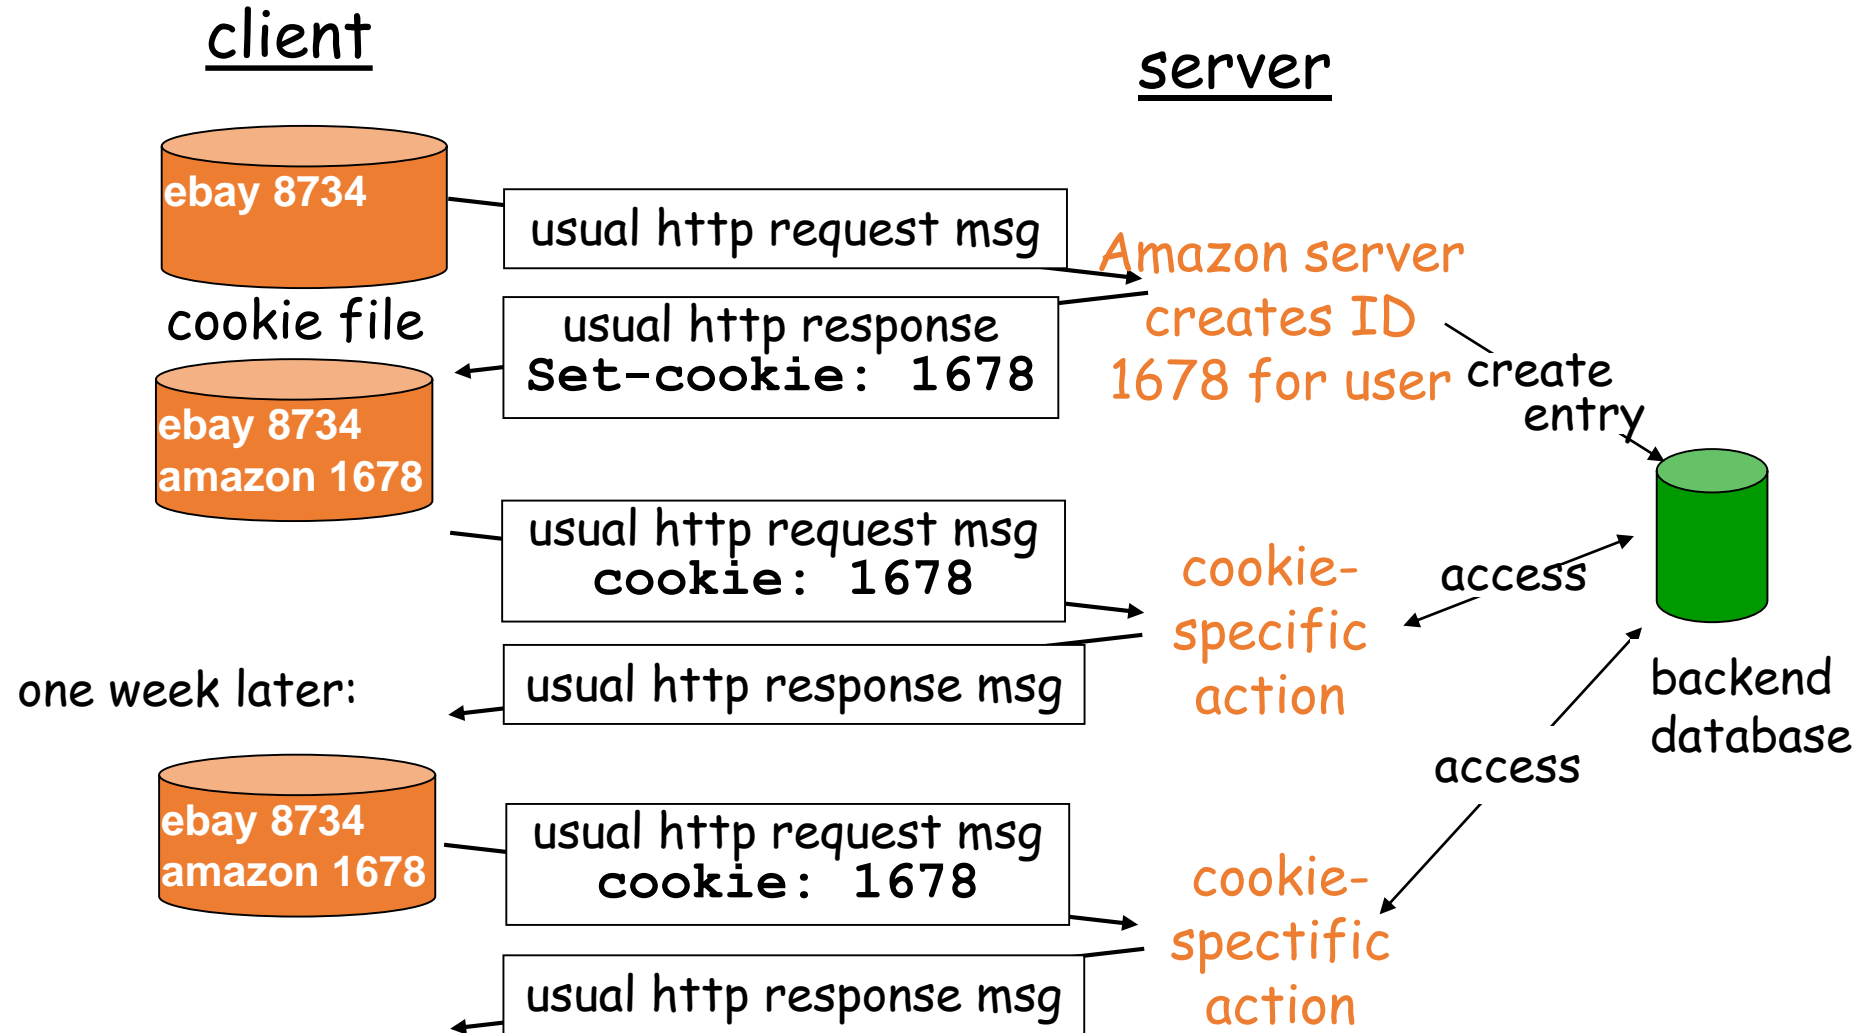 client
server
ebay 8734
usual http request msg
Amazon server
creates ID
1678 for user
cookie file
usual http response
Set-cookie: 1678
create
entry
ebay 8734
amazon 1678
usual http request msg
cookie: 1678
cookie-
specific
action
access
usual http response msg
one week later:
backend
database
access
ebay 8734
amazon 1678
usual http request msg
cookie: 1678
cookie-
spectific
action
usual http response msg